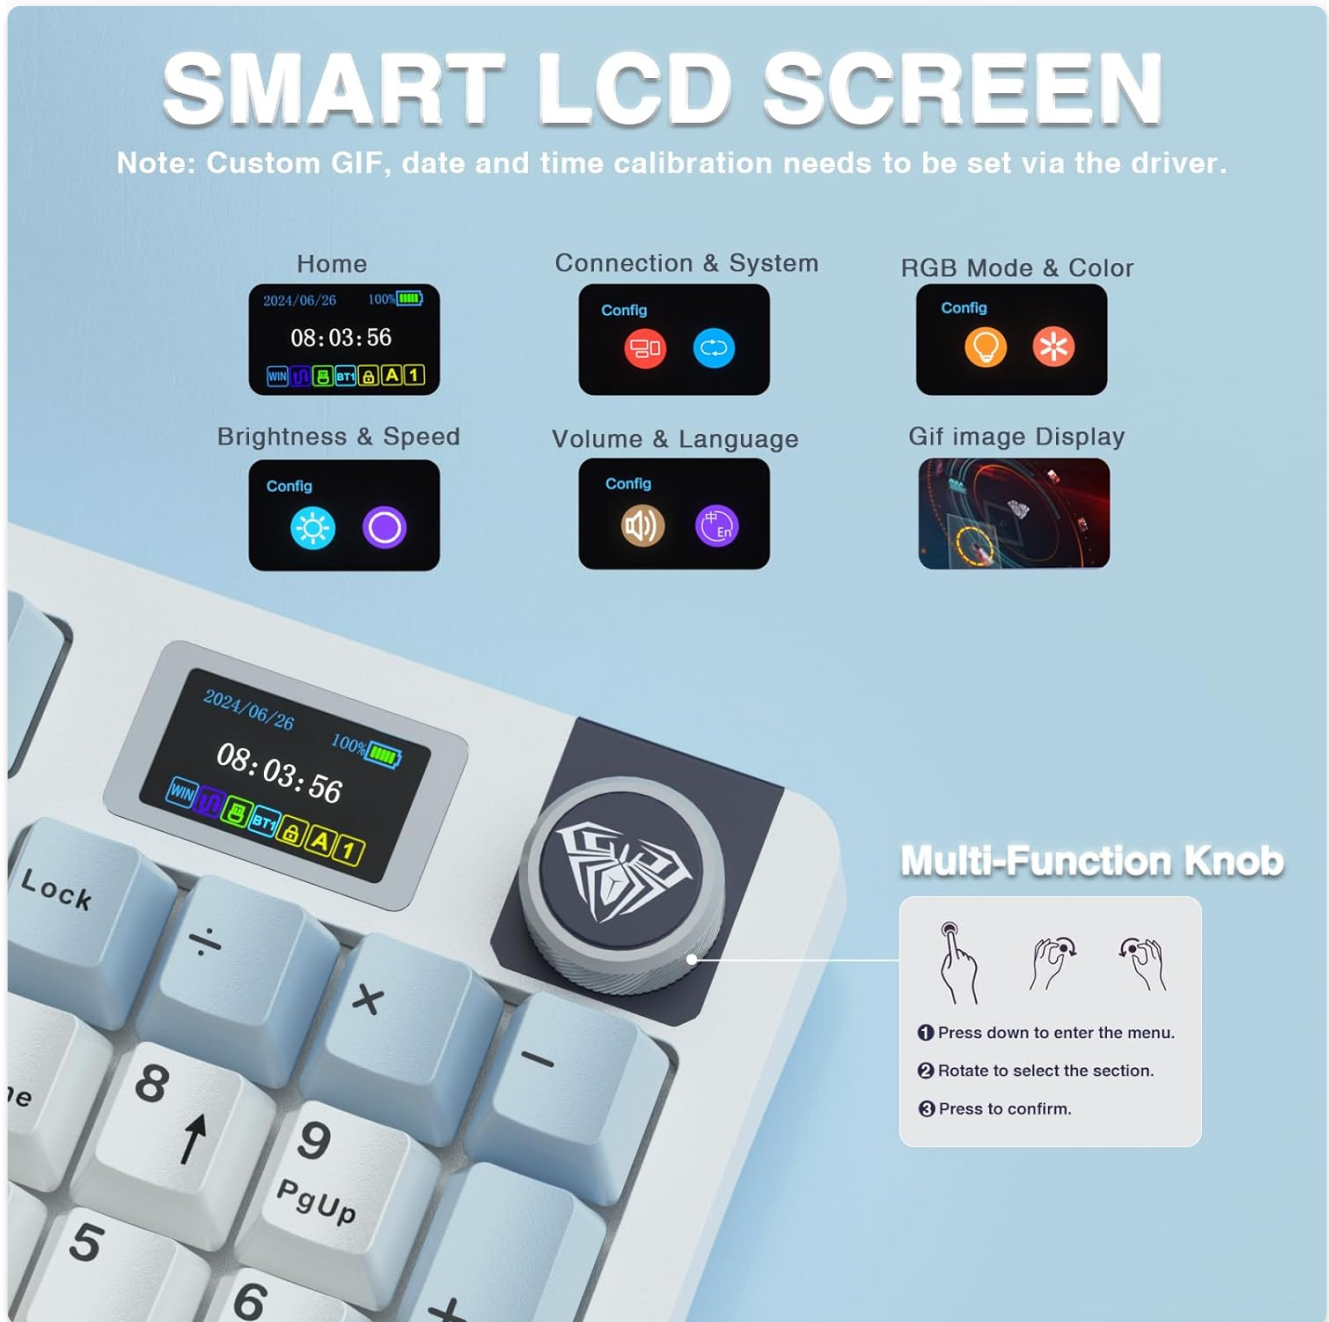 SMART LCD SCREEN
Note: Custom GIF, date and time calibration needs to be set via the driver.
Home
Connection & System
RGB Mode & Color
2024/06/26 100%
08:03:56
WIN BT1 A 1
Config
Config
Brightness & Speed
Volume & Language
Gif image Display
Config
Config
中 En
2024/06/26
100%
08:03:56
WIN BT1 A 1
Multi-Function Knob
1 Press down to enter the menu.
2 Rotate to select the section.
3 Press to confirm.
Lock
÷
×
−
8
9
PgUp
5
6
+